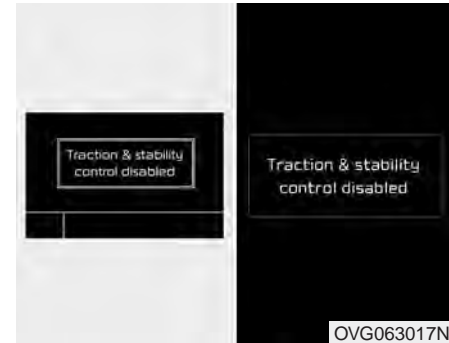 Traction & stability
control disabled
Traction & stability
control disabled
OVG063017N